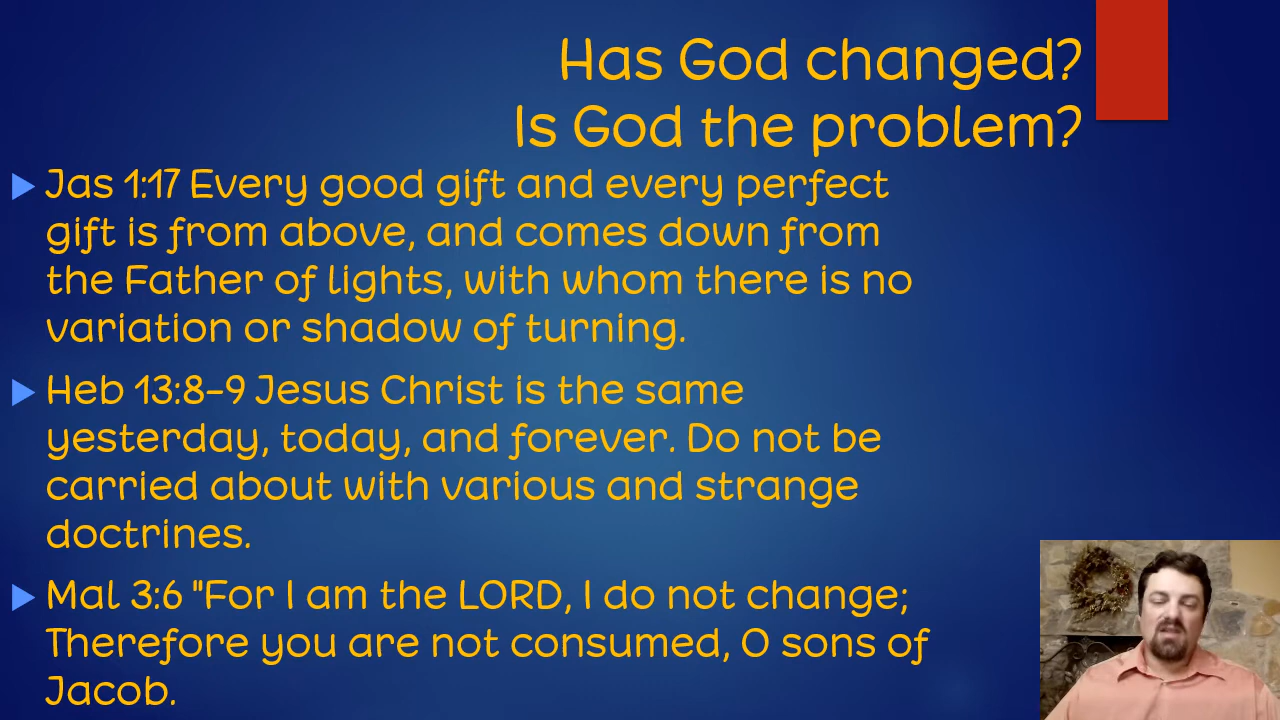 Has God changed?
Is God the problem?
Jas 1:17 Every good gift and every perfect
gift is from above, and comes down from
the Father of lights, with whom there is no
variation or shadow of turning.
Heb 13:8-9 Jesus Christ is the same
yesterday, today, and forever. Do not be
carried about with various and strange
doctrines.
Mal 3:6 "For I am the LORD, I do not change;
Therefore you are not consumed, O sons of
Jacob.